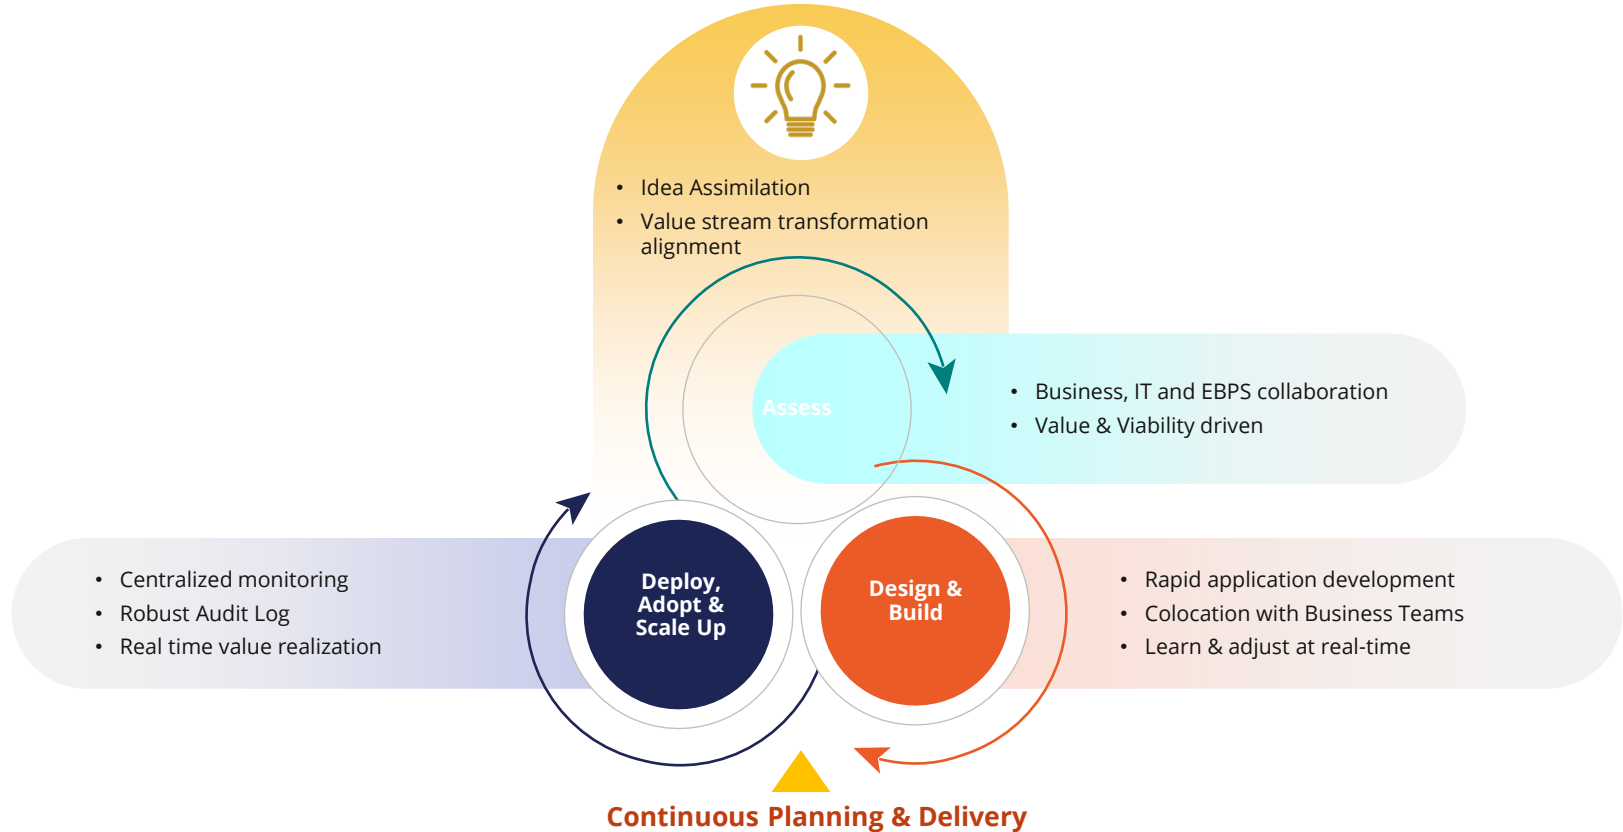 • Idea Assimilation
• Value stream transformation
alignment
Assess
• Business, IT and EBPS collaboration
• Value & Viability driven
• Centralized monitoring
• Robust Audit Log
• Real time value realization
Deploy,
Adopt &
Scale Up
Design &
Build
• Rapid application development
• Colocation with Business Teams
• Learn & adjust at real-time
Continuous Planning & Delivery